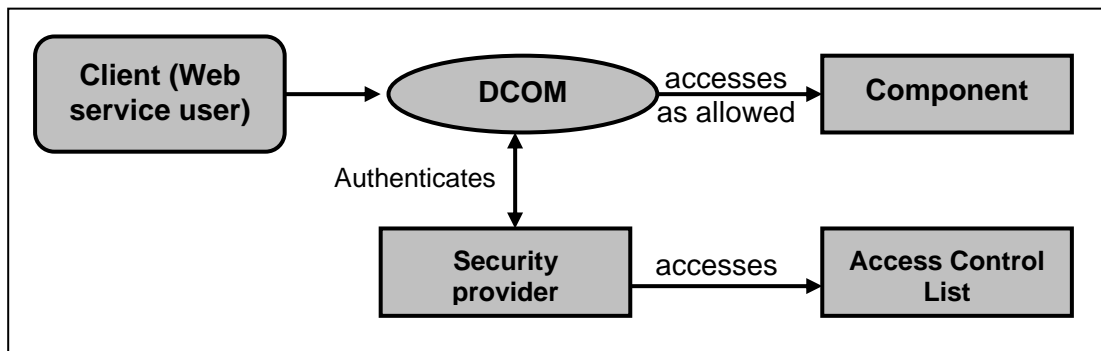 Client (Web
service user)
DCOM
accesses
as allowed
Component
Authenticates
Security
provider
accesses
Access Control
List